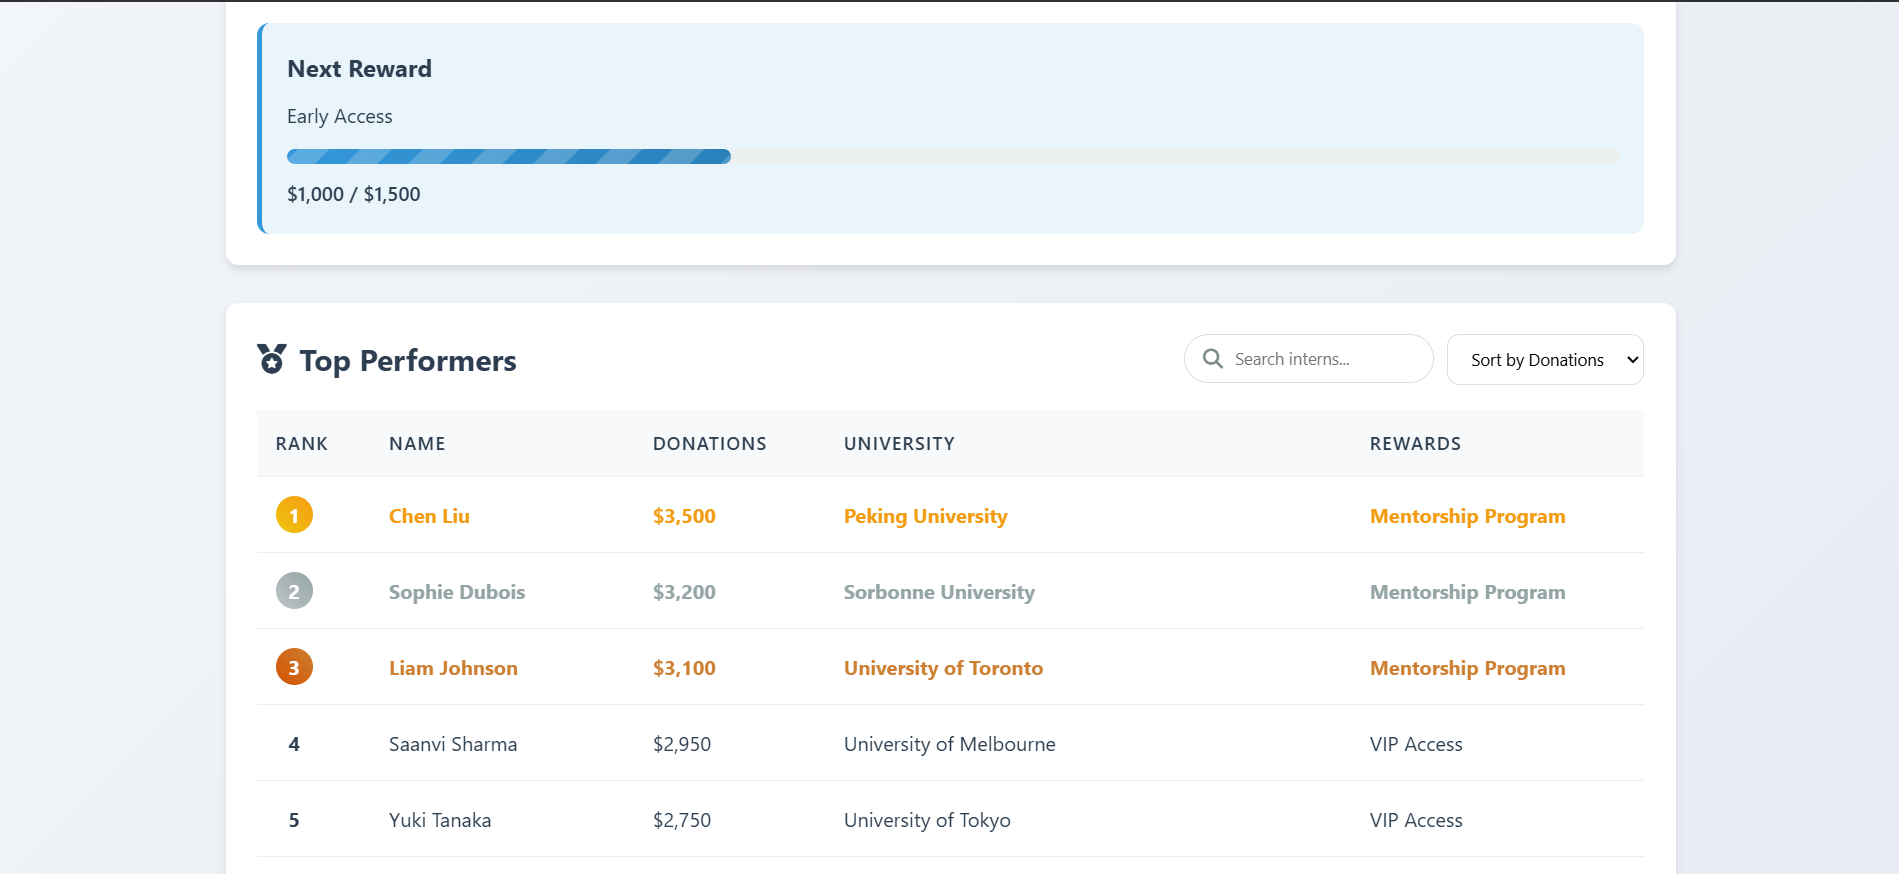 Next Reward
Early Access
$1,000 / $1,500
Top Performers
Search interns...
Sort by Donations
RANK NAME DONATIONS UNIVERSITY REWARDS
1 Chen Liu $3,500 Peking University Mentorship Program
2 Sophie Dubois $3,200 Sorbonne University Mentorship Program
3 Liam Johnson $3,100 University of Toronto Mentorship Program
4 Saanvi Sharma $2,950 University of Melbourne VIP Access
5 Yuki Tanaka $2,750 University of Tokyo VIP Access